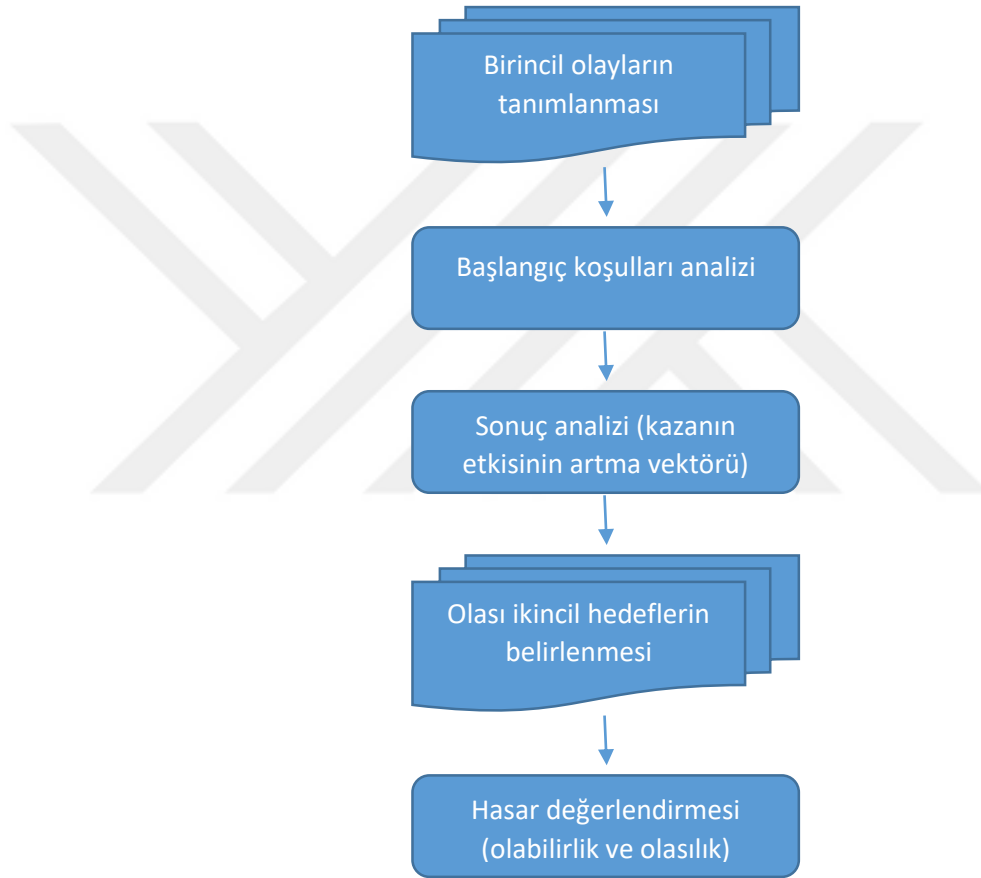 Birincil olayların
tanımlanması
Başlangıç koşulları analizi
Sonuç analizi (kazanın
etkisinin artma vektörü)
Olası ikincil hedeflerin
belirlenmesi
Hasar değerlendirmesi
(olabilirlik ve olasılık)